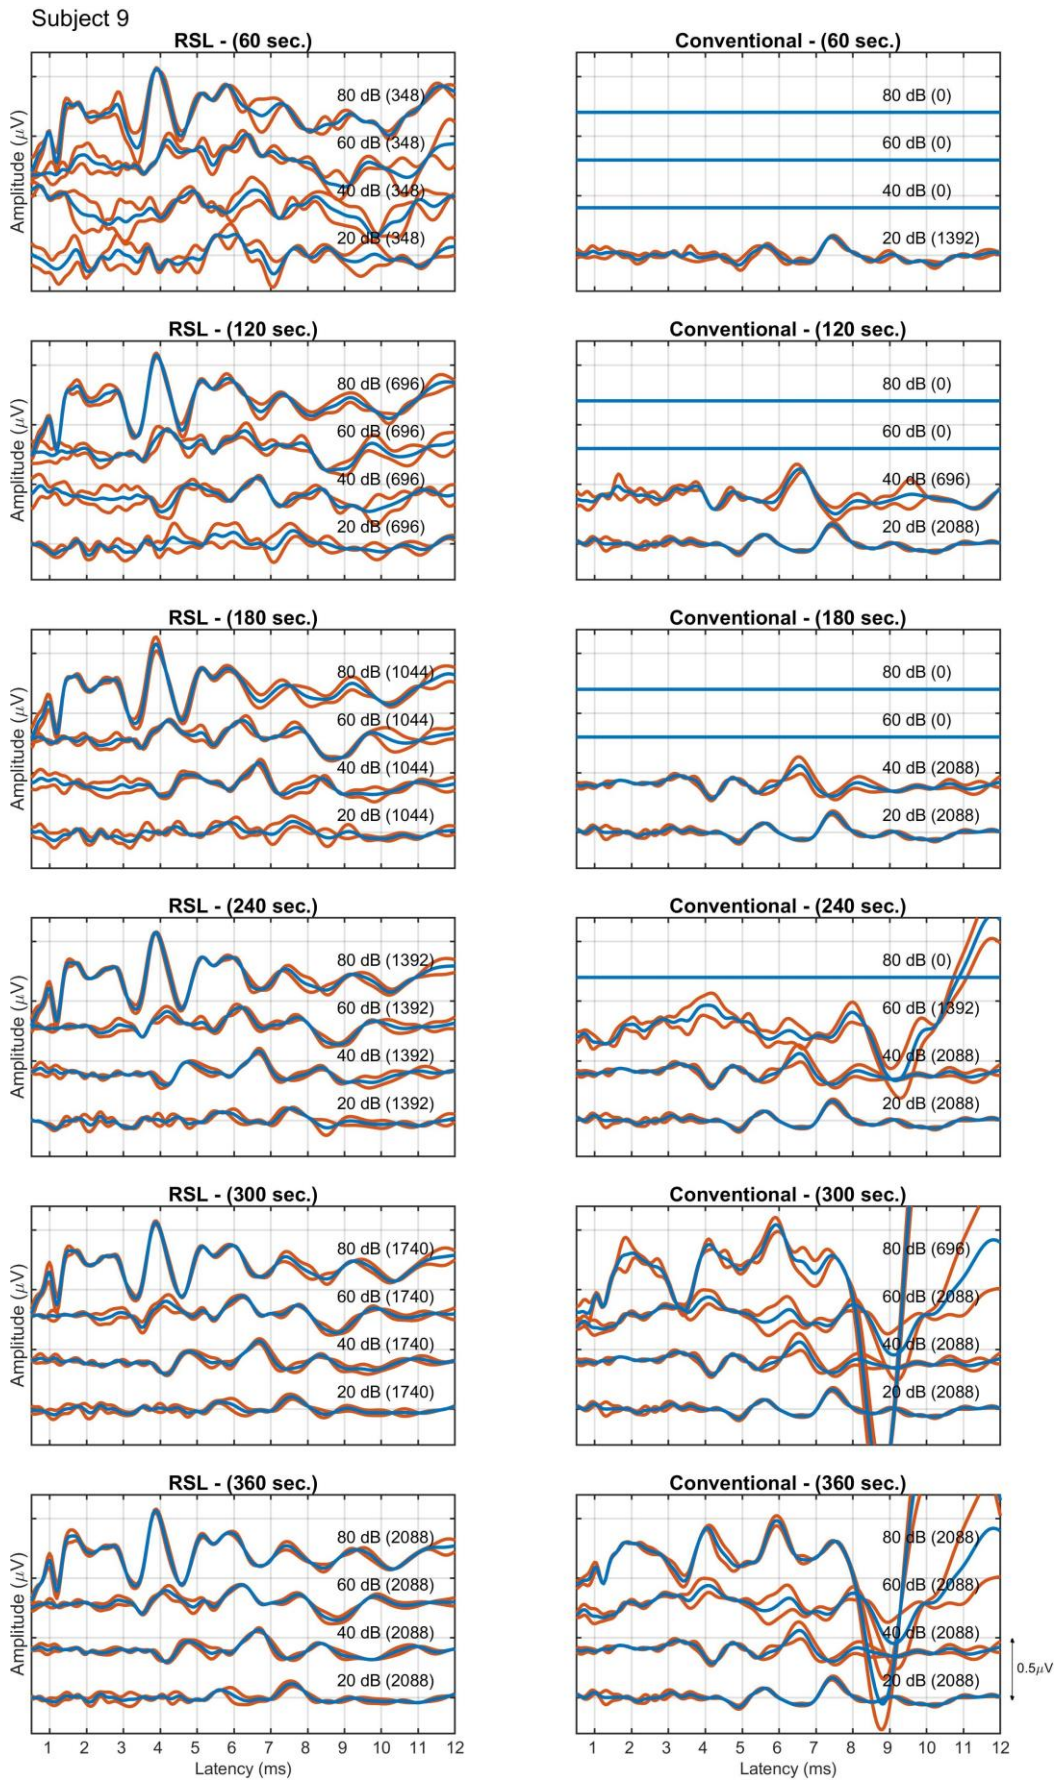 Subject 9
RSL - (60 sec.)
Amplitude (μV)
80 dB (348)
60 dB (348)
40 dB (348)
20 dB (348)
Conventional - (60 sec.)
80 dB (0)
60 dB (0)
40 dB (0)
20 dB (1392)
RSL - (120 sec.)
Amplitude (μV)
80 dB (696)
60 dB (696)
40 dB (696)
20 dB (696)
Conventional - (120 sec.)
80 dB (0)
60 dB (0)
40 dB (696)
20 dB (2088)
RSL - (180 sec.)
Amplitude (μV)
80 dB (1044)
60 dB (1044)
40 dB (1044)
20 dB (1044)
Conventional - (180 sec.)
80 dB (0)
60 dB (0)
40 dB (2088)
20 dB (2088)
RSL - (240 sec.)
Amplitude (μV)
80 dB (1392)
60 dB (1392)
40 dB (1392)
20 dB (1392)
Conventional - (240 sec.)
80 dB (0)
60 dB (1392)
40 dB (2088)
20 dB (2088)
RSL - (300 sec.)
Amplitude (μV)
80 dB (1740)
60 dB (1740)
40 dB (1740)
20 dB (1740)
Conventional - (300 sec.)
80 dB (696)
60 dB (2088)
40 dB (2088)
20 dB (2088)
RSL - (360 sec.)
Amplitude (μV)
80 dB (2088)
60 dB (2088)
40 dB (2088)
20 dB (2088)
1 2 3 4 5 6 7 8 9 10 11 12
Latency (ms)
Conventional - (360 sec.)
80 dB (2088)
60 dB (2088)
40 dB (2088)
20 dB (2088)
0.5μV
1 2 3 4 5 6 7 8 9 10 11 12
Latency (ms)